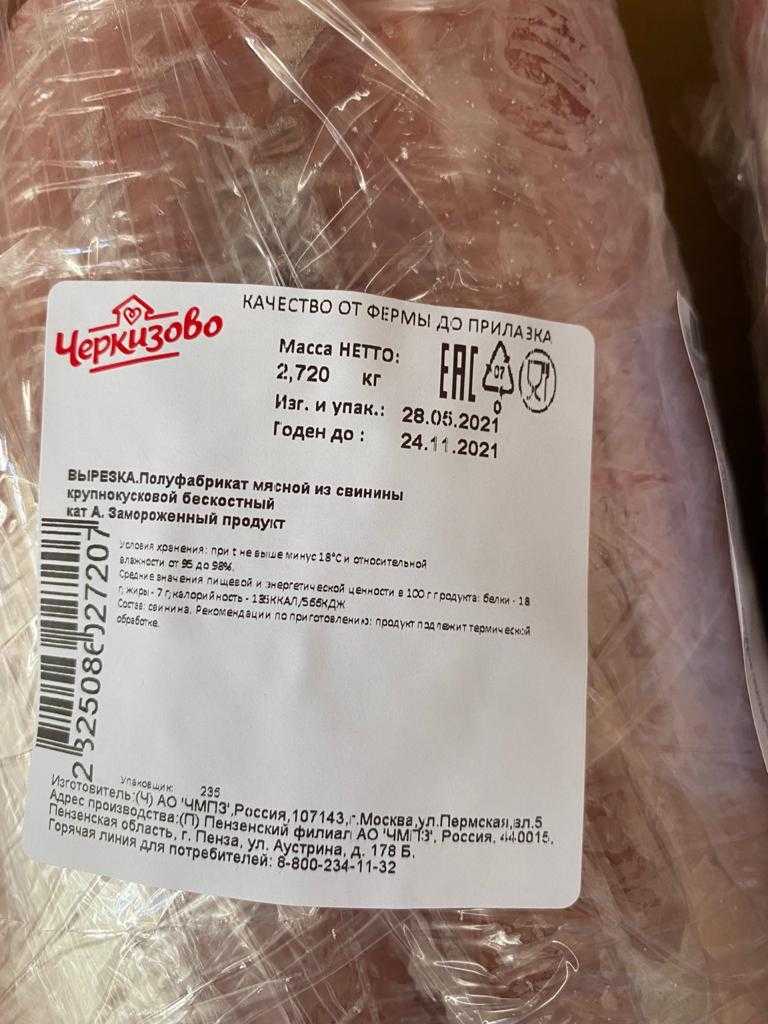 Черкизово
КАЧЕСТВО ОТ ФЕРМЫ ДО ПРИЛАВКА
Масса НЕТТО:
2,720 кг
EAC
07
Изг. и упак.: 28.05.2021
Годен до : 24.11.2021
ВЫРЕЗКА.Полуфабрикат мясной из свинины
крупнокусковой бескостный
кат А. Замороженный продукт
Условия хранения: при t не выше минус 18°С и относительной
влажности от 95 до 98%.
Средние значения пищевой и энергетической ценности в 100 г продукта: белки - 18
г, жиры - 7 г, калорийность - 135ККАЛ/566КДЖ
Состав: свинина. Рекомендации по приготовлению: продукт подлежит термической
обработке.
Упаковщик: 235
Изготовитель:(Ч) АО 'ЧМПЗ',Россия,107143,г.Москва,ул.Пермская,вл.5
Адрес производства:(П) Пензенский филиал АО 'ЧМПЗ', Россия, 440015,
Пензенская область, г. Пенза, ул. Аустрина, д. 178 Б.
Горячая линия для потребителей: 8-800-234-11-32